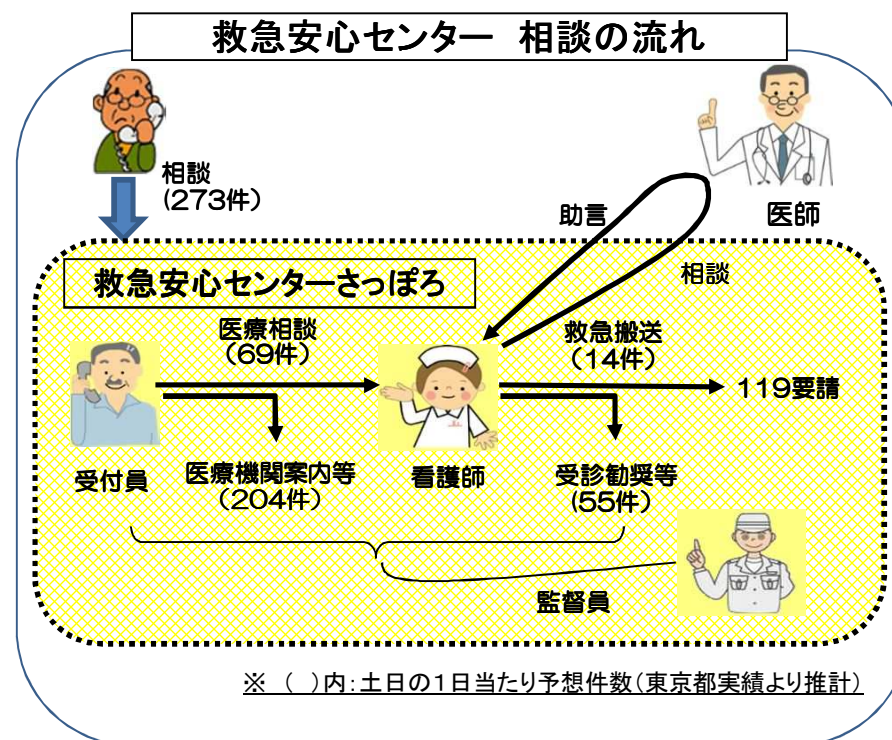 救急安心センター 相談の流れ
相談
(273件)
助言
医師
相談
救急安心センターさっぽろ
医療相談
(69件)
救急搬送
(14件)
119要請
受付員
医療機関案内等
(204件)
看護師
受診勧奨等
(55件)
監督員
※ ( )内:土日の1日当たり予想件数(東京都実績より推計)